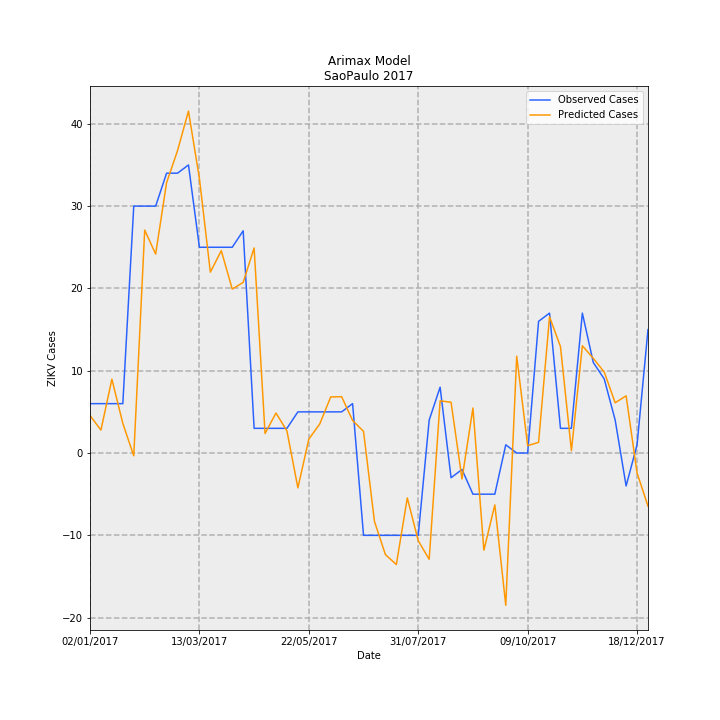 Arimax Model
SaoPaulo 2017
Observed Cases
Predicted Cases
ZIKV Cases
40
30
20
10
0
−10
−20
02/01/2017 13/03/2017 22/05/2017 31/07/2017 09/10/2017 18/12/2017
Date